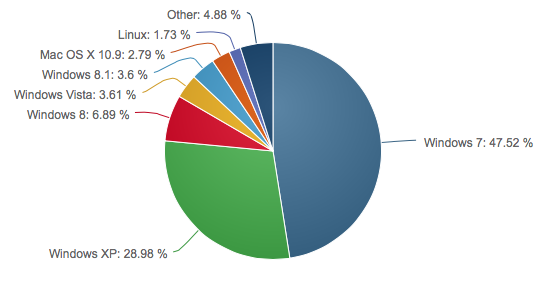 Other: 4.88 %
Linux: 1.73 %
Mac OS X 10.9: 2.79 %
Windows 8.1: 3.6 %
Windows Vista: 3.61 %
Windows 8: 6.89 %
Windows 7: 47.52 %
Windows XP: 28.98 %